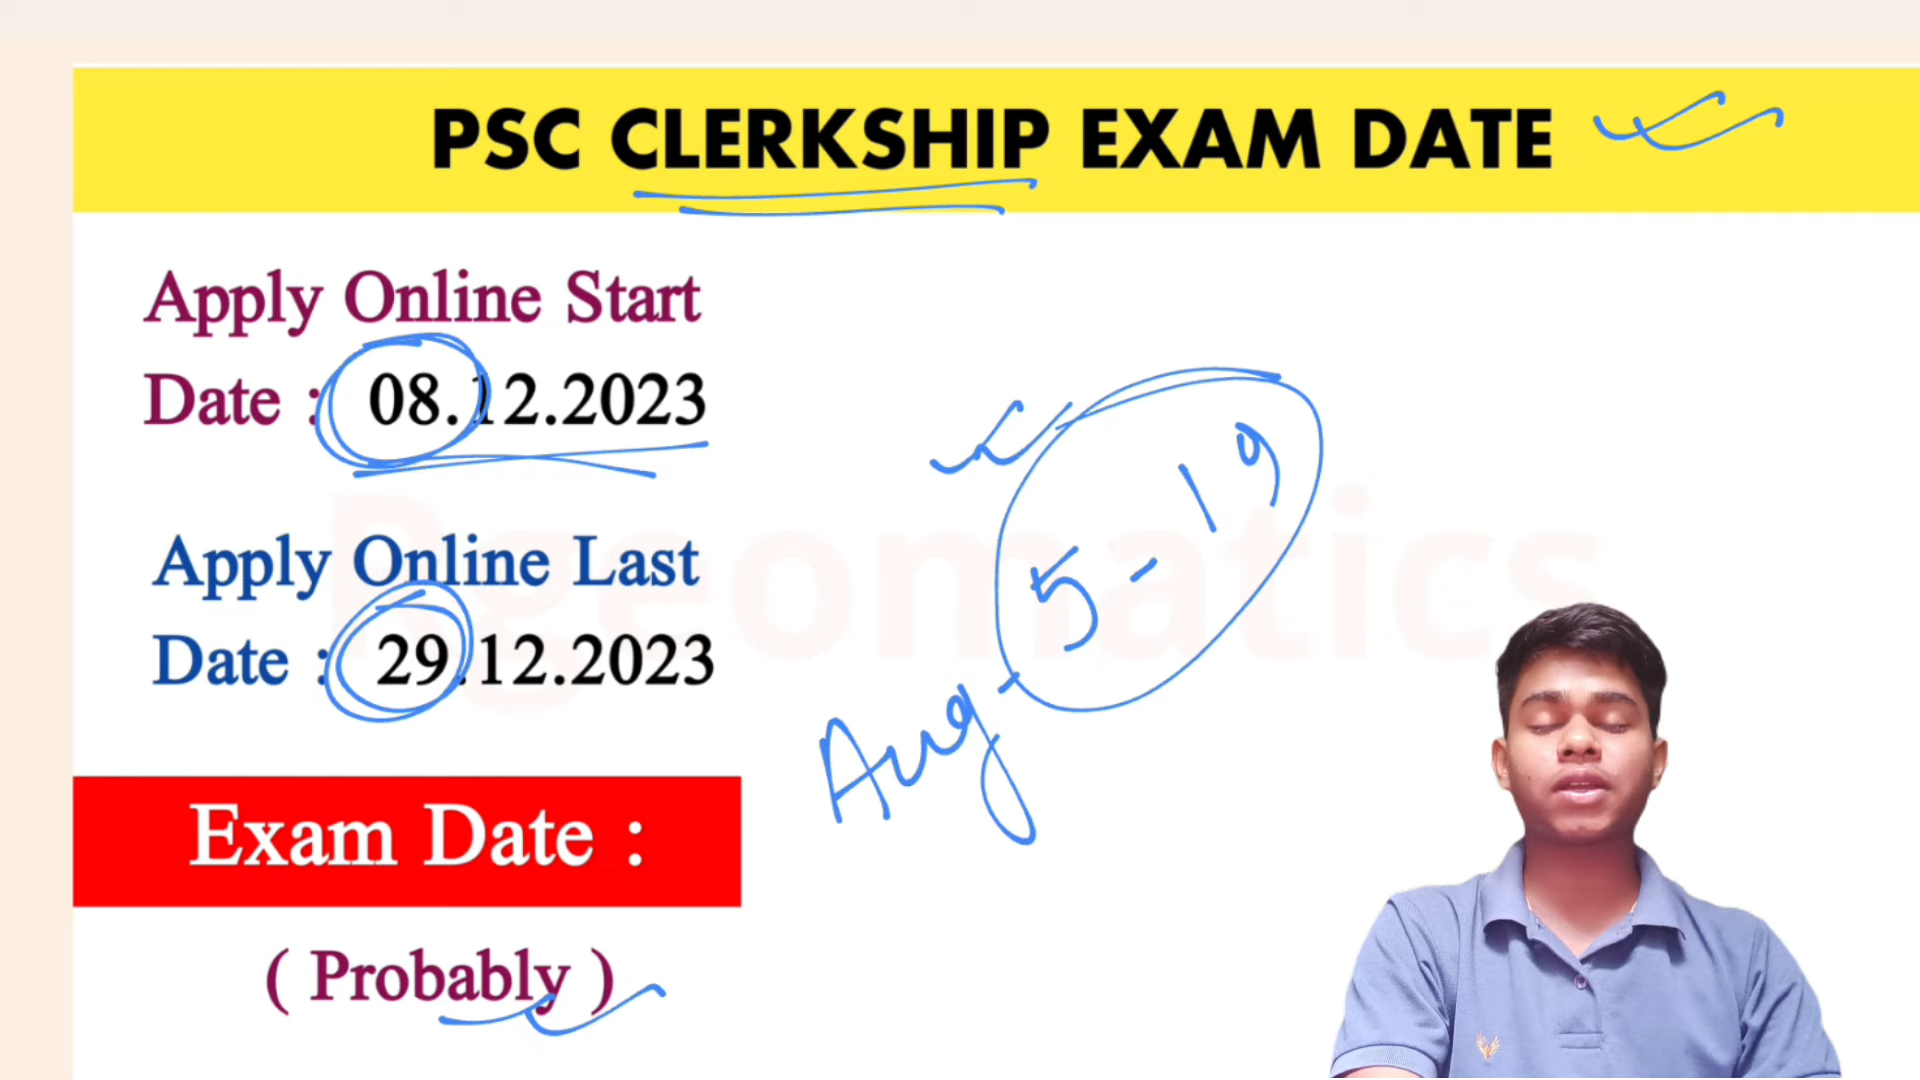 PSC CLERKSHIP EXAM DATE
Apply Online Start
Date : 08.12.2023
Apply Online Last
Date : 29.12.2023
Exam Date :
( Probably )
Aug - 5 - 19
Rgeomatics